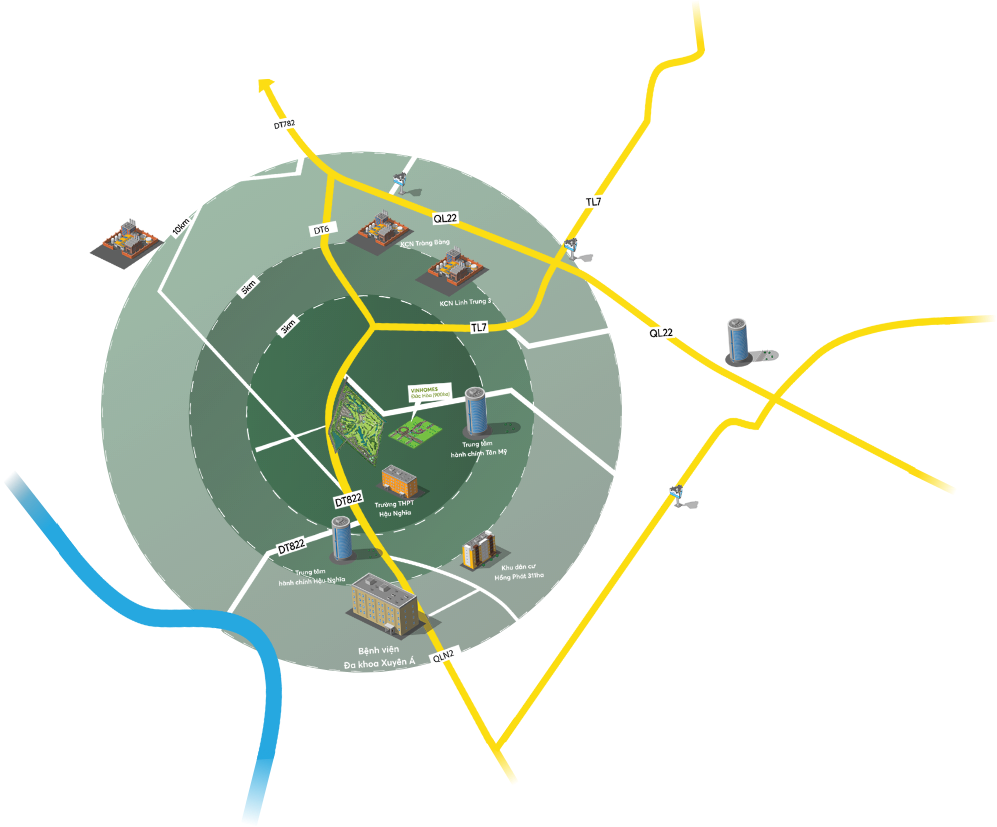 DT782
10km
QL22
TL7
DT6
KCN Trảng Bàng
5km
KCN Linh Trung 3
3km
TL7
QL22
VINHOMES
Đức Hòa (900ha)
Trung tâm
hành chính Tân Mỹ
Trường THPT
Hậu Nghĩa
DT822
DT822
Trung tâm
hành chính Hậu Nghĩa
Khu dân cư
Hồng Phát 311ha
Bệnh viện
Đa khoa Xuyên Á
QLN2